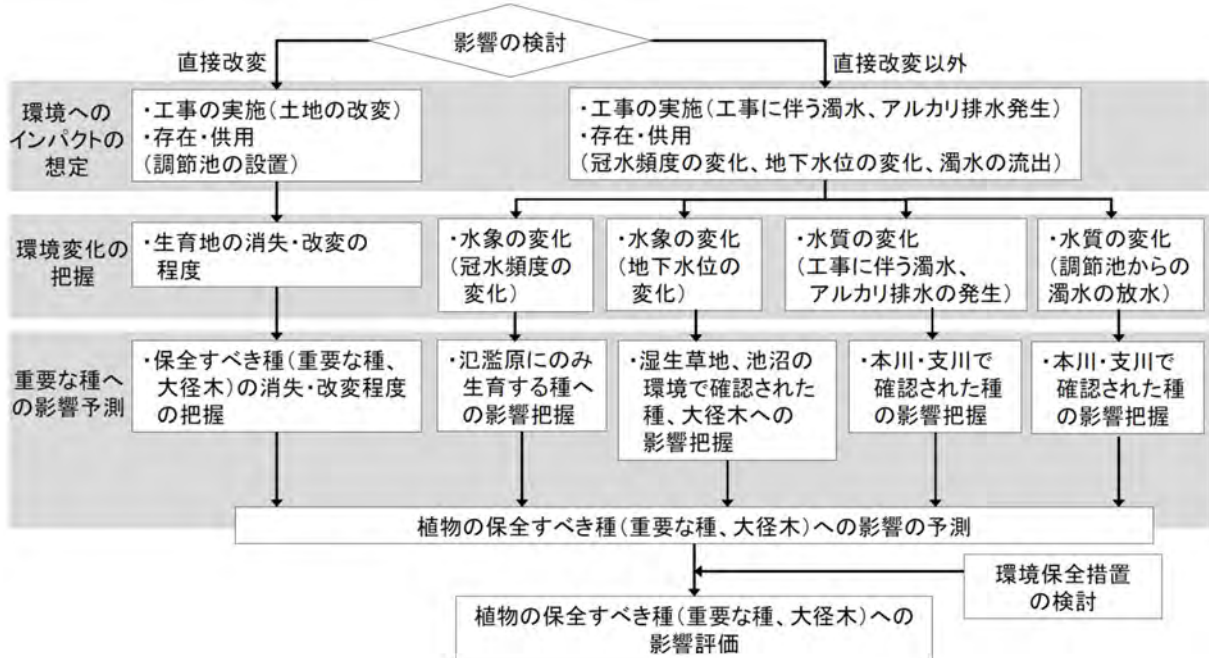 影響の検討
直接改変
直接改変以外
環境への
インパクトの
想定
・工事の実施(土地の改変)
・存在・供用
(調節池の設置)
・工事の実施(工事に伴う濁水、アルカリ排水発生)
・存在・供用
(冠水頻度の変化、地下水位の変化、濁水の流出)
環境変化の
把握
・生育地の消失・改変の
程度
・水象の変化
(冠水頻度の
変化)
・水象の変化
(地下水位の
変化)
・水質の変化
(工事に伴う濁水、
アルカリ排水の発生)
・水質の変化
(調節池からの
濁水の放水)
重要な種へ
の影響予測
・保全すべき種(重要な種、
大径木)の消失・改変程度
の把握
・氾濫原にのみ
生育する種へ
の影響把握
・湿生草地、池沼の
環境で確認された
種、大径木への
影響把握
・本川・支川で
確認された種
の影響把握
・本川・支川で
確認された種
の影響把握
植物の保全すべき種(重要な種、大径木)への影響の予測
環境保全措置
の検討
植物の保全すべき種(重要な種、大径木)への
影響評価